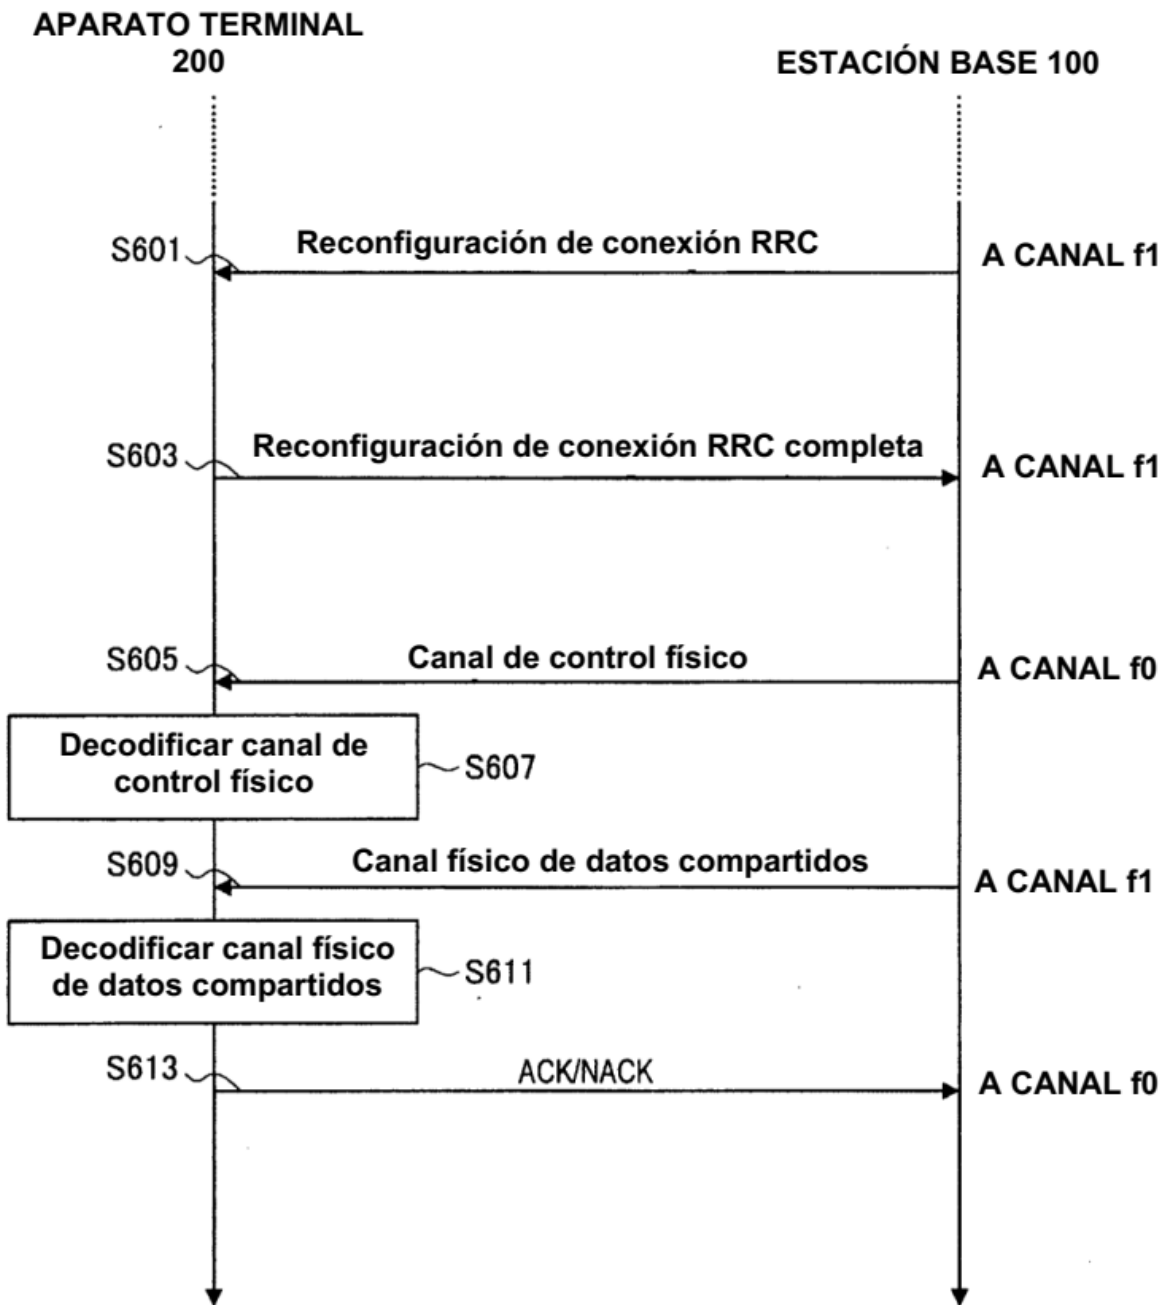 APARATO TERMINAL
200
ESTACIÓN BASE 100
S601
Reconfiguración de conexión RRC
A CANAL f1
S603
Reconfiguración de conexión RRC completa
A CANAL f1
S605
Canal de control físico
A CANAL f0
Decodificar canal de
control físico
S607
S609
Canal físico de datos compartidos
A CANAL f1
Decodificar canal físico
de datos compartidos
S611
S613
ACK/NACK
A CANAL f0